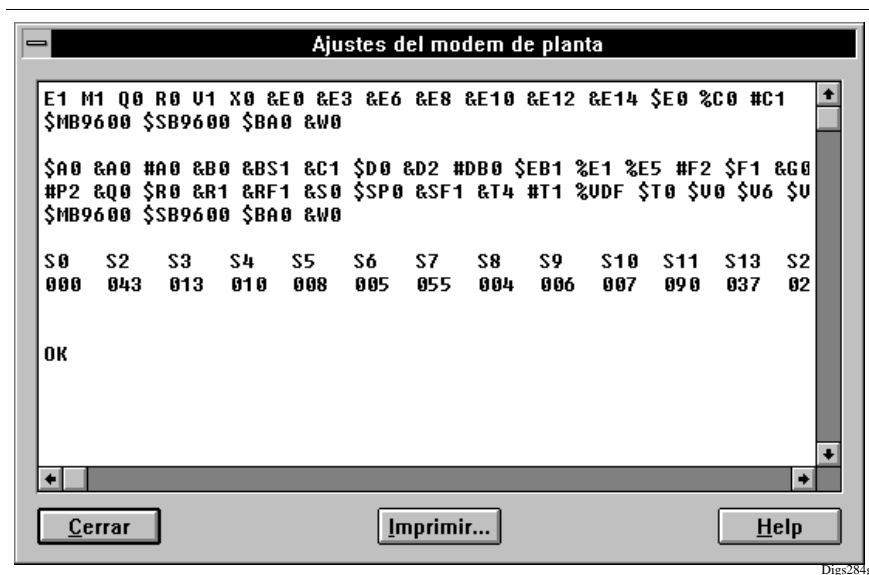 Ajustes del modem de planta
E1 M1 Q0 R0 V1 X0 &E0 &E3 &E6 &E8 &E10 &E12 &E14 $E0 %C0 #C1
$MB9600 $SB9600 $BA0 &W0
$A0 &A0 #A0 &B0 &BS1 &C1 $D0 &D2 #DB0 $EB1 %E1 %E5 #F2 $F1 &G0
#P2 &Q0 $R0 &R1 &RF1 &S0 $SP0 &SF1 &T4 #T1 %VDF $T0 $V0 $V6 $V
$MB9600 $SB9600 $BA0 &W0
S0 S2 S3 S4 S5 S6 S7 S8 S9 S10 S11 S13 S2
000 043 013 010 008 005 055 004 006 007 090 037 02
OK
Cerrar Imprimir... Help
Digs284g